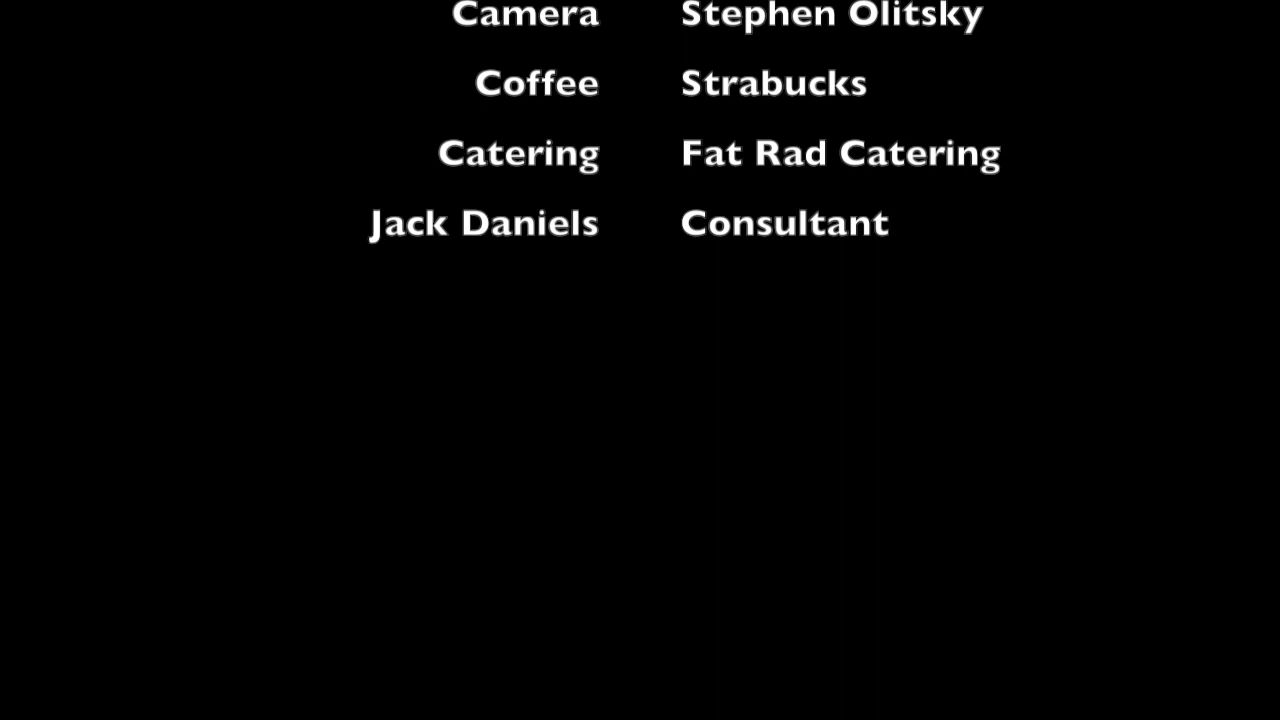 Camera Stephen Olitsky
Coffee Strabucks
Catering Fat Rad Catering
Jack Daniels Consultant